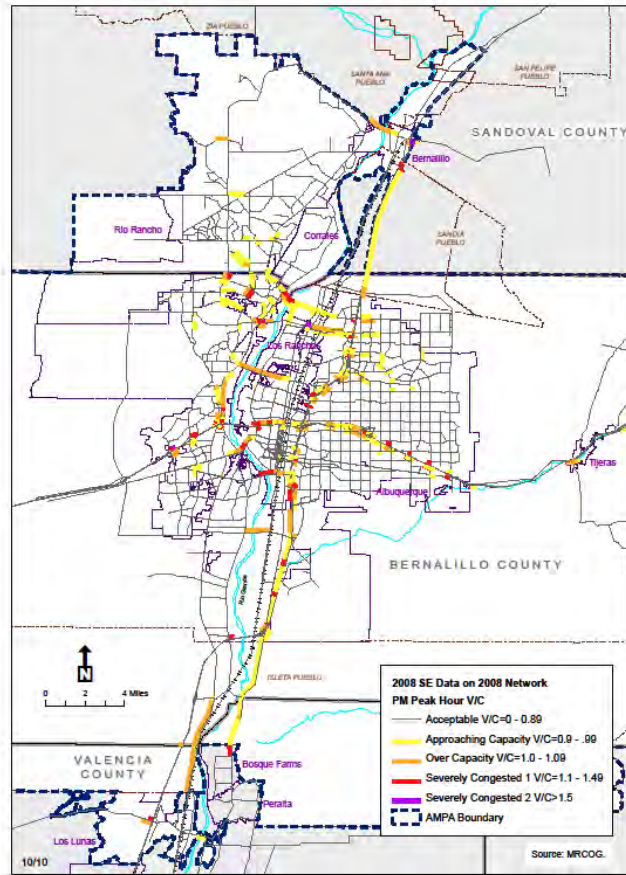 ZIA PUEBLO
SANTA ANA
PUEBLO
SAN FELIPE
PUEBLO
SANDOVAL COUNTY
Bernalillo
Rio Rancho
Corrales
SANDIA
PUEBLO
Los Ranchos
Tijeras
Albuquerque
BERNALILLO COUNTY
Rio Grande
N
0 2 4 Miles
ISLETA PUEBLO
VALENCIA
COUNTY
Bosque Farms
Peralta
Los Lunas
10/10
2008 SE Data on 2008 Network
PM Peak Hour V/C
Acceptable V/C=0 - 0.89
Approaching Capacity V/C=0.9 - .99
Over Capacity V/C=1.0 - 1.09
Severely Congested 1 V/C=1.1 - 1.49
Severely Congested 2 V/C>1.5
AMPA Boundary
Source: MRCOG.